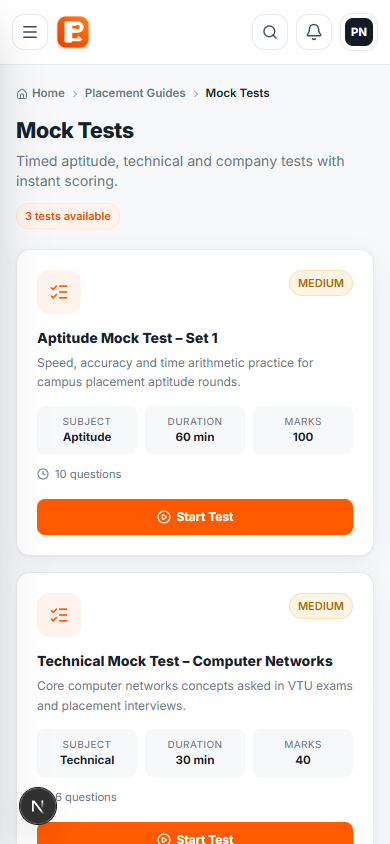 PN
Home > Placement Guides > Mock Tests
Mock Tests
Timed aptitude, technical and company tests with
instant scoring.
3 tests available
MEDIUM
Aptitude Mock Test – Set 1
Speed, accuracy and time arithmetic practice for
campus placement aptitude rounds.
SUBJECT DURATION MARKS
Aptitude 60 min 100
10 questions
Start Test
MEDIUM
Technical Mock Test – Computer Networks
Core computer networks concepts asked in VTU exams
and placement interviews.
SUBJECT DURATION MARKS
Technical 30 min 40
N 6 questions
Start Test